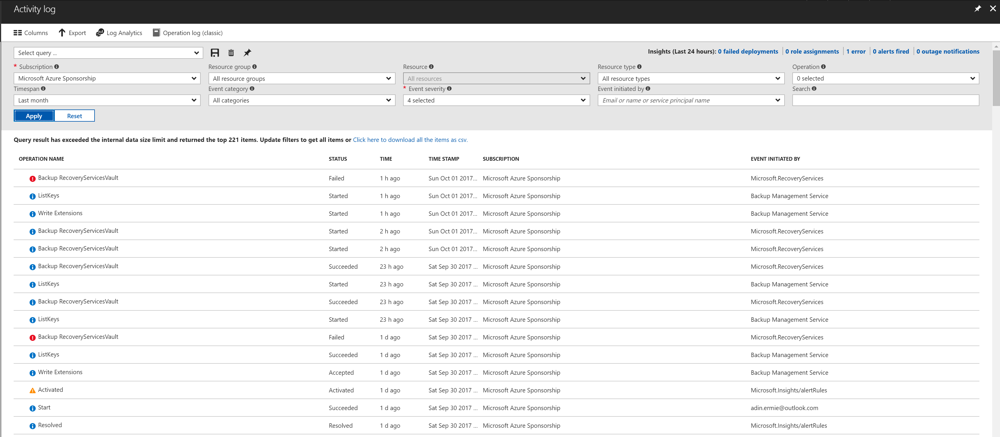 Activity log
Columns Export Log Analytics Operation log (classic)
Select query ... Insights (Last 24 hours): 0 failed deployments 0 role assignments 1 error 0 alerts fired 0 outage notifications
* Subscription Resource group Resource Resource type Operation
Microsoft Azure Sponsorship All resource groups All resources All resource types 0 selected
Timespan Event category * Event severity Event initiated by Search
Last month All categories 4 selected Email or name or service principal name
Apply Reset
Query result has exceeded the internal data size limit and returned the top 221 items. Update filters to get all items or Click here to download all the items as csv.
OPERATION NAME STATUS TIME TIME STAMP SUBSCRIPTION EVENT INITIATED BY
Backup RecoveryServicesVault Failed 1 h ago Sun Oct 01 2017... Microsoft Azure Sponsorship Microsoft.RecoveryServices
ListKeys Started 1 h ago Sun Oct 01 2017... Microsoft Azure Sponsorship Backup Management Service
Write Extensions Started 1 h ago Sun Oct 01 2017... Microsoft Azure Sponsorship Backup Management Service
Backup RecoveryServicesVault Started 2 h ago Sun Oct 01 2017... Microsoft Azure Sponsorship Microsoft.RecoveryServices
Backup RecoveryServicesVault Started 2 h ago Sun Oct 01 2017... Microsoft Azure Sponsorship Microsoft.RecoveryServices
Backup RecoveryServicesVault Succeeded 23 h ago Sat Sep 30 2017 ... Microsoft Azure Sponsorship Microsoft.RecoveryServices
ListKeys Started 23 h ago Sat Sep 30 2017 ... Microsoft Azure Sponsorship Backup Management Service
Backup RecoveryServicesVault Succeeded 23 h ago Sat Sep 30 2017 ... Microsoft Azure Sponsorship Microsoft.RecoveryServices
ListKeys Started 23 h ago Sat Sep 30 2017 ... Microsoft Azure Sponsorship Backup Management Service
Backup RecoveryServicesVault Failed 1 d ago Sat Sep 30 2017 ... Microsoft Azure Sponsorship Microsoft.RecoveryServices
ListKeys Succeeded 1 d ago Sat Sep 30 2017 ... Microsoft Azure Sponsorship Backup Management Service
Write Extensions Accepted 1 d ago Sat Sep 30 2017 ... Microsoft Azure Sponsorship Backup Management Service
Activated Activated 1 d ago Sat Sep 30 2017 ... Microsoft Azure Sponsorship Microsoft.Insights/alertRules
Start Succeeded 1 d ago Sat Sep 30 2017 ... Microsoft Azure Sponsorship adin.ermie@outlook.com
Resolved Resolved 1 d ago Sat Sep 30 2017 ... Microsoft Azure Sponsorship Microsoft.Insights/alertRules